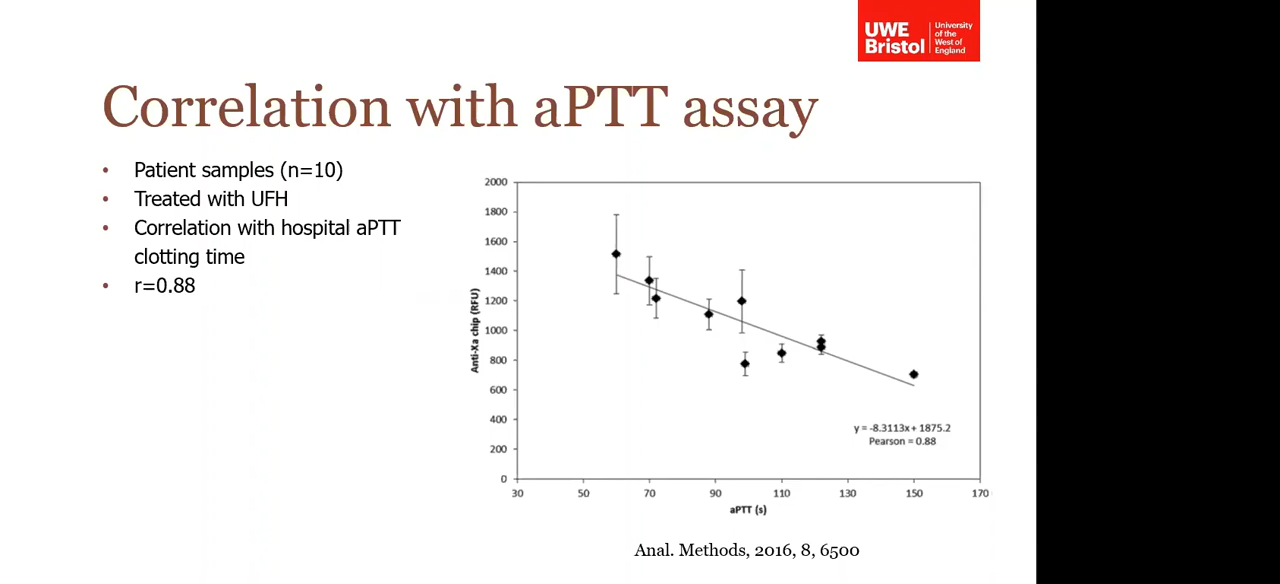 UWE
Bristol
University
of the
West of
England
Correlation with aPTT assay
• Patient samples (n=10)
• Treated with UFH
• Correlation with hospital aPTT
clotting time
• r=0.88
2000
1800
1600
1400
1200
1000
800
600
400
200
0
Anti-Xa chip (RFU)
30 50 70 90 110 130 150 170
aPTT (s)
y = -8.3113x + 1875.2
Pearson = 0.88
Anal. Methods, 2016, 8, 6500